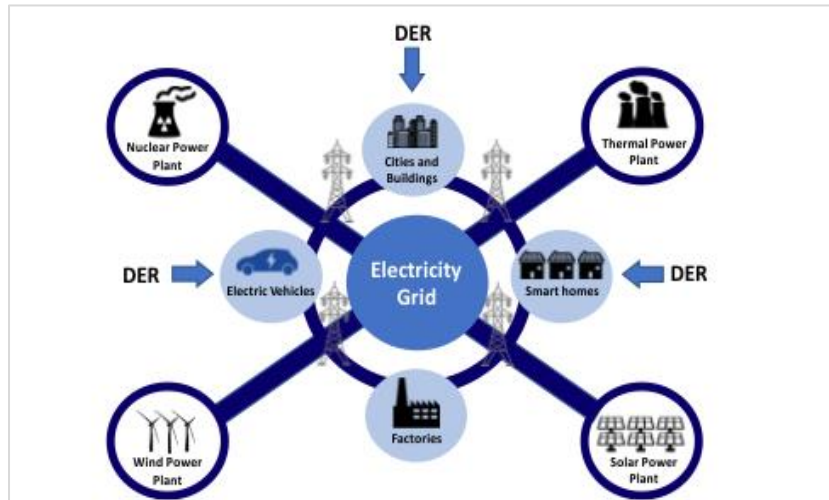 DER
Nuclear Power
Plant
Cities and
Buildings
Thermal Power
Plant
DER
Electric Vehicles
Electricity
Grid
Smart homes
DER
Wind Power
Plant
Factories
Solar Power
Plant